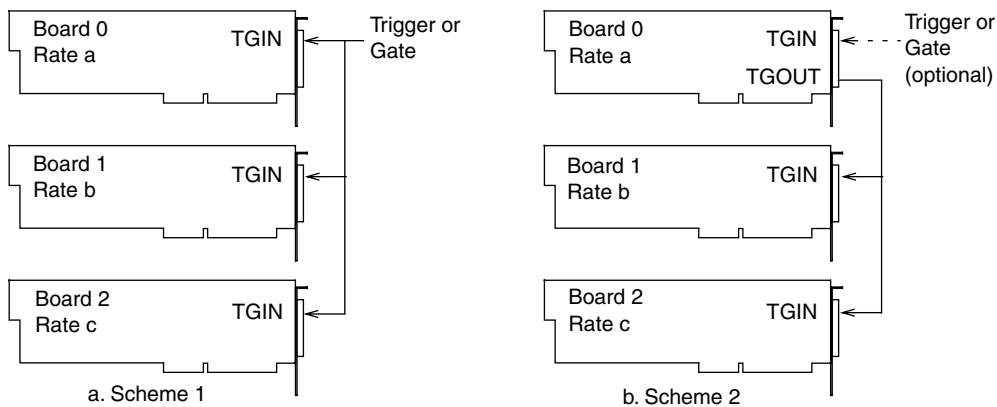 Board 0
Rate a
TGIN
Trigger or
Gate
Board 1
Rate b
TGIN
Board 2
Rate c
TGIN
a. Scheme 1
Board 0
Rate a
TGIN
TGOUT
Trigger or
Gate
(optional)
Board 1
Rate b
TGIN
Board 2
Rate c
TGIN
b. Scheme 2